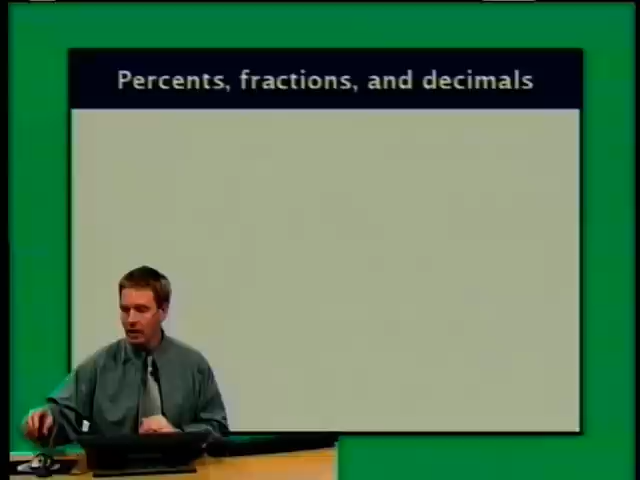 Percents, fractions, and decimals